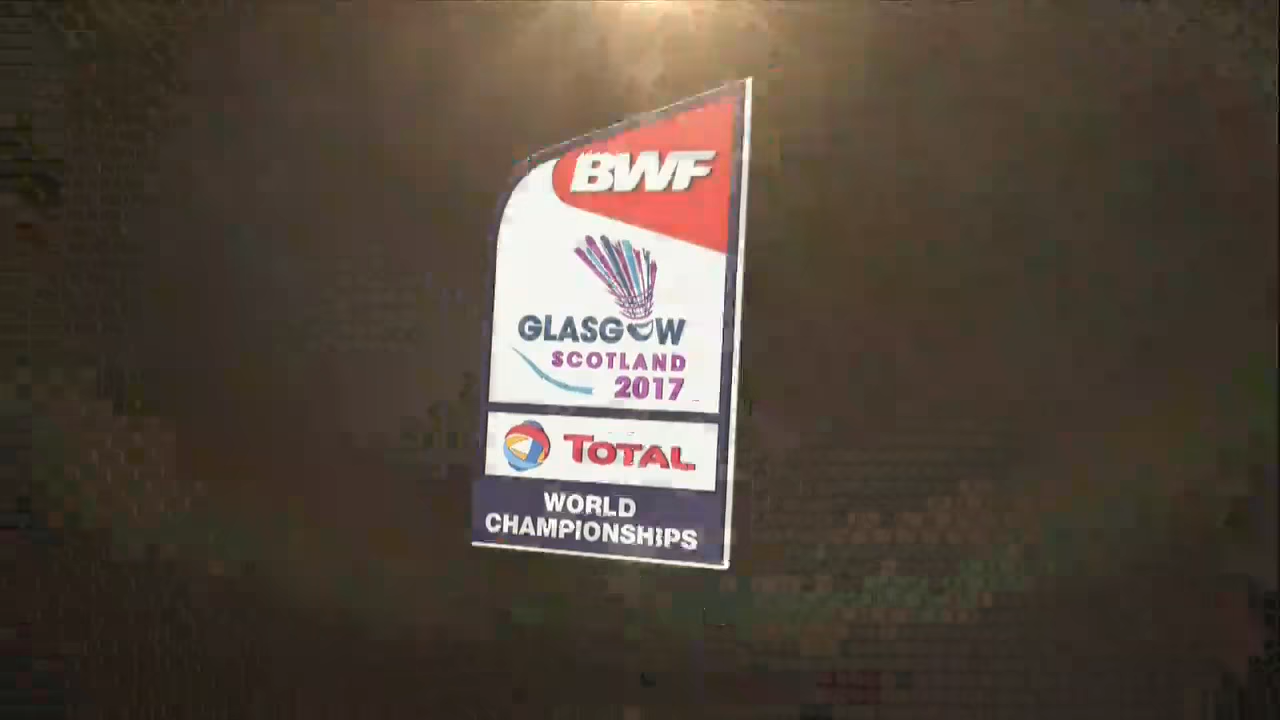 BWF
GLASGOW
SCOTLAND
2017
TOTAL
WORLD
CHAMPIONSHIPS